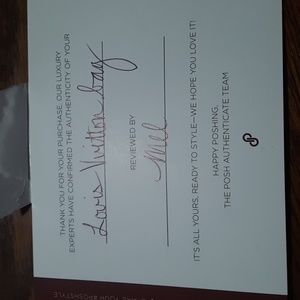 THANK YOU FOR YOUR PURCHASE. OUR LUXURY
EXPERTS HAVE CONFIRMED THE AUTHENTICITY OF YOUR
Louis Vuitton bag
REVIEWED BY
IT'S ALL YOURS, READY TO STYLE—WE HOPE YOU LOVE IT!
HAPPY POSHING,
THE POSH AUTHENTICATE TEAM